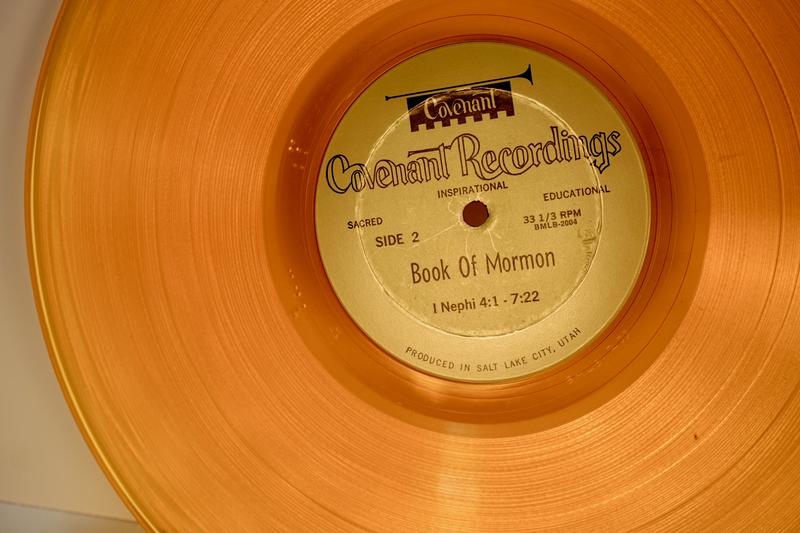 Covenant
Covenant Recordings
INSPIRATIONAL
SACRED
EDUCATIONAL
SIDE 2
33 1/3 RPM
BMLB-2004
Book Of Mormon
I Nephi 4:1 - 7:22
PRODUCED IN SALT LAKE CITY, UTAH